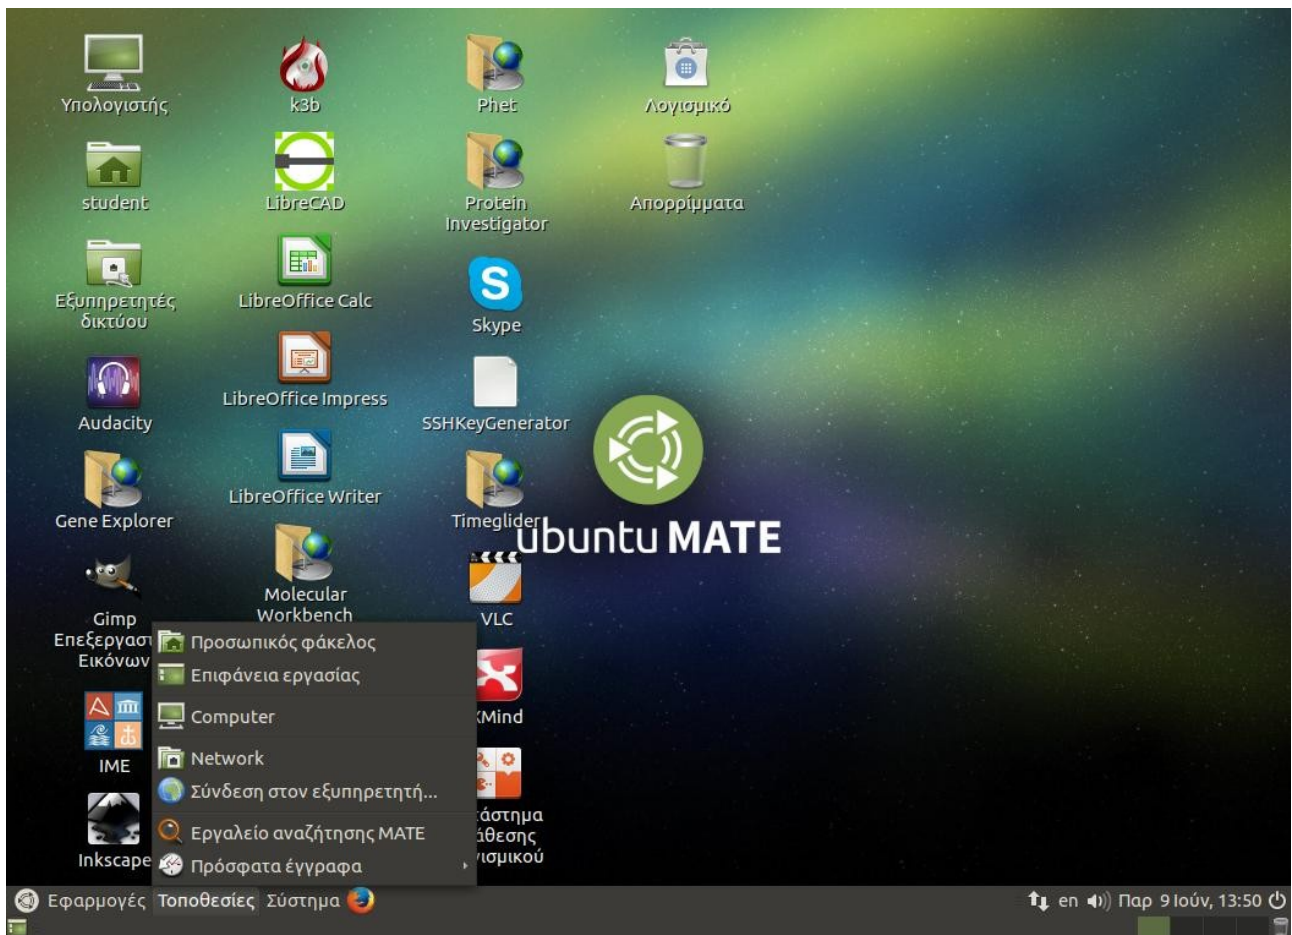 Υπολογιστής
student
Εξυπηρετητές
δικτύου
Audacity
Gene Explorer
Gimp
Επεξεργασ
Εικόνων
IME
Inkscape
k3b
LibreCAD
LibreOffice Calc
LibreOffice Impress
LibreOffice Writer
Molecular
Workbench
Phet
Protein
Investigator
Skype
SSHKeyGenerator
Timeglider
VLC
XMind
άστημα
άθεσης
ισμικού
Λογισμικό
Απορρίμματα
ubuntu MATE
Προσωπικός φάκελος
Επιφάνεια εργασίας
Computer
Network
Σύνδεση στον εξυπηρετητή...
Εργαλείο αναζήτησης MATE
Πρόσφατα έγγραφα
Εφαρμογές Τοποθεσίες Σύστημα
en Παρ 9 Ιούν, 13:50